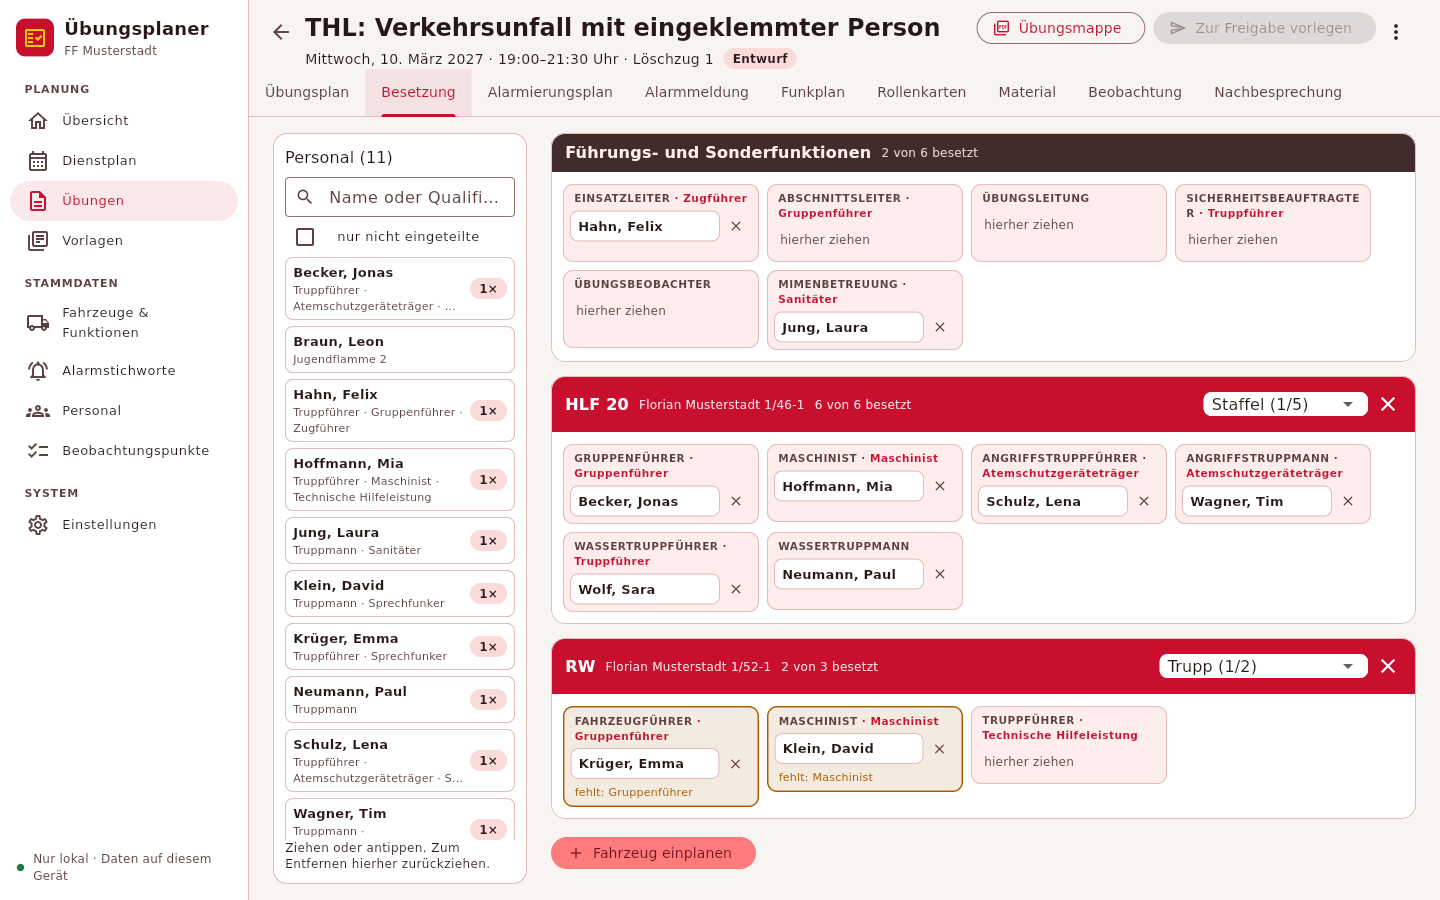 Übungsplaner
FF Musterstadt
PLANUNG
Übersicht
Dienstplan
Übungen
Vorlagen
STAMMDATEN
Fahrzeuge &
Funktionen
Alarmstichworte
Personal
Beobachtungspunkte
SYSTEM
Einstellungen
Nur lokal · Daten auf diesem
Gerät
THL: Verkehrsunfall mit eingeklemmter Person
Mittwoch, 10. März 2027 · 19:00–21:30 Uhr · Löschzug 1 Entwurf
Übungsmappe
Zur Freigabe vorlegen
Übungsplan Besetzung Alarmierungsplan Alarmmeldung Funkplan Rollenkarten Material Beobachtung Nachbesprechung
Personal (11)
Name oder Qualifi...
nur nicht eingeteilte
Becker, Jonas
Truppführer ·
Atemschutzgeräteträger · ...
1×
Braun, Leon
Jugendflamme 2
Hahn, Felix
Truppführer · Gruppenführer ·
Zugführer
1×
Hoffmann, Mia
Truppführer · Maschinist ·
Technische Hilfeleistung
1×
Jung, Laura
Truppmann · Sanitäter
1×
Klein, David
Truppmann · Sprechfunker
1×
Krüger, Emma
Truppführer · Sprechfunker
1×
Neumann, Paul
Truppmann
1×
Schulz, Lena
Truppführer ·
Atemschutzgeräteträger · S...
1×
Wagner, Tim
Truppmann ·
1×
Ziehen oder antippen. Zum
Entfernen hierher zurückziehen.
Führungs- und Sonderfunktionen 2 von 6 besetzt
EINSATZLEITER · Zugführer
Hahn, Felix
ABSCHNITTSLEITER ·
Gruppenführer
hierher ziehen
ÜBUNGSLEITUNG
hierher ziehen
SICHERHEITSBEAUFTRAGTE
R · Truppführer
hierher ziehen
ÜBUNGSBEOBACHTER
hierher ziehen
MIMENBETREUUNG ·
Sanitäter
Jung, Laura
HLF 20 Florian Musterstadt 1/46-1 6 von 6 besetzt
Staffel (1/5)
GRUPPENFÜHRER ·
Gruppenführer
Becker, Jonas
MASCHINIST · Maschinist
Hoffmann, Mia
ANGRIFFSTRUPPFÜHRER ·
Atemschutzgeräteträger
Schulz, Lena
ANGRIFFSTRUPPMANN ·
Atemschutzgeräteträger
Wagner, Tim
WASSERTRUPPFÜHRER ·
Truppführer
Wolf, Sara
WASSERTRUPPMANN
Neumann, Paul
RW Florian Musterstadt 1/52-1 2 von 3 besetzt
Trupp (1/2)
FAHRZEUGFÜHRER ·
Gruppenführer
Krüger, Emma
fehlt: Gruppenführer
MASCHINIST · Maschinist
Klein, David
fehlt: Maschinist
TRUPPFÜHRER ·
Technische Hilfeleistung
hierher ziehen
Fahrzeug einplanen